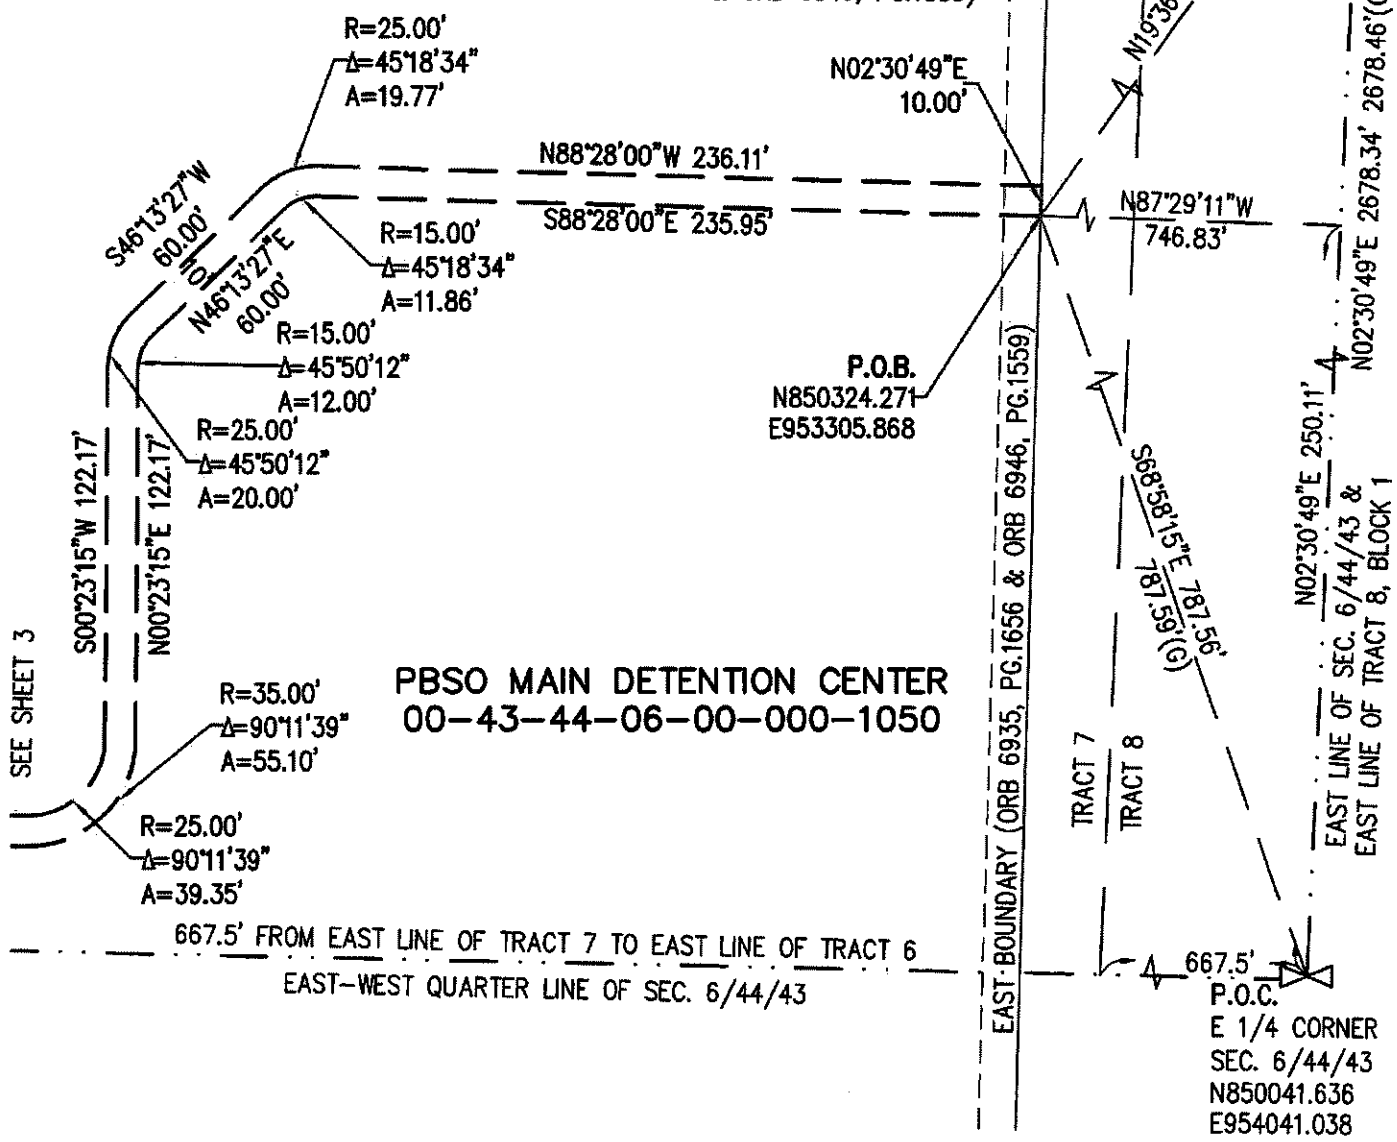 R=25.00'
Δ=45°18'34"
A=19.77'
N02°30'49"E
10.00'
N19°36
N88°28'00"W 236.11'
S88°28'00"E 235.95'
S46°13'27"W
60.00'
10.0'
N46°13'27"E
60.00'
R=15.00'
Δ=45°18'34"
A=11.86'
R=15.00'
Δ=45°50'12"
A=12.00'
R=25.00'
Δ=45°50'12"
A=20.00'
N87°29'11"W
746.83'
N02°30'49"E 2678.34' 2678.46'(G
P.O.B.
N850324.271
E953305.868
S00°23'15"W 122.17'
N00°23'15"E 122.17'
SEE SHEET 3
R=35.00'
Δ=90°11'39"
A=55.10'
R=25.00'
Δ=90°11'39"
A=39.35'
PBSO MAIN DETENTION CENTER
00-43-44-06-00-000-1050
EAST BOUNDARY (ORB 6935, PG.1656 & ORB 6946, PG.1559)
S68°58'15"E 787.56'
787.59'(G)
N02°30'49"E 250.11'
EAST LINE OF SEC. 6/44/43 &
EAST LINE OF TRACT 8, BLOCK 1
TRACT 7
TRACT 8
667.5' FROM EAST LINE OF TRACT 7 TO EAST LINE OF TRACT 6
EAST-WEST QUARTER LINE OF SEC. 6/44/43
667.5'
P.O.C.
E 1/4 CORNER
SEC. 6/44/43
N850041.636
E954041.038